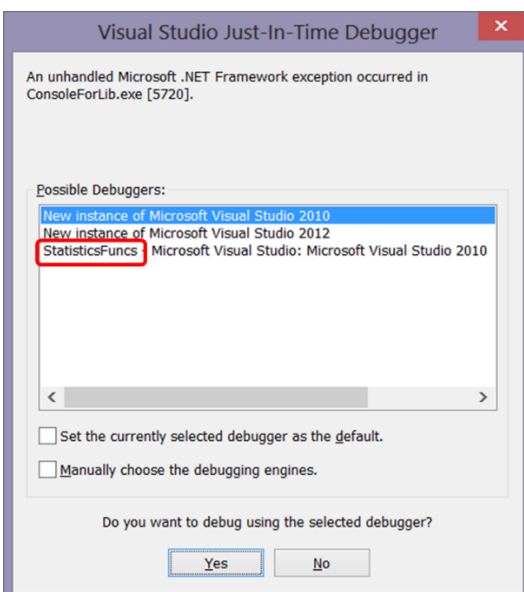 Visual Studio Just-In-Time Debugger
An unhandled Microsoft .NET Framework exception occurred in
ConsoleForLib.exe [5720].
Possible Debuggers:
New instance of Microsoft Visual Studio 2010
New instance of Microsoft Visual Studio 2012
StatisticsFuncs - Microsoft Visual Studio: Microsoft Visual Studio 2010
Set the currently selected debugger as the default.
Manually choose the debugging engines.
Do you want to debug using the selected debugger?
Yes
No